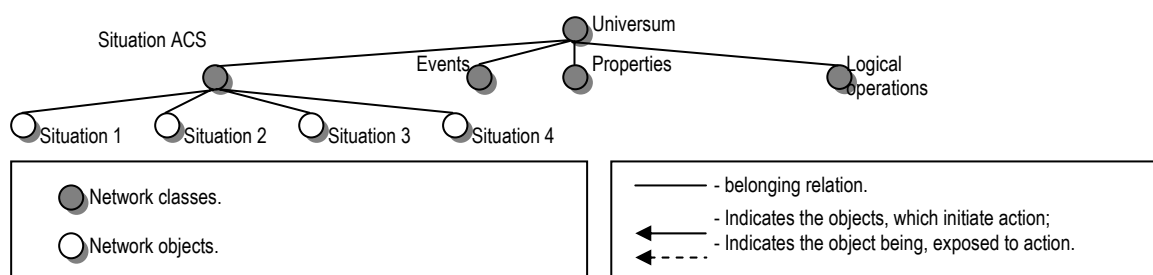 Universum
Situation ACS
Events
Properties
Logical
operations
Situation 1
Situation 2
Situation 3
Situation 4
Network classes.
Network objects.
- belonging relation.
- Indicates the objects, which initiate action;
- Indicates the object being, exposed to action.